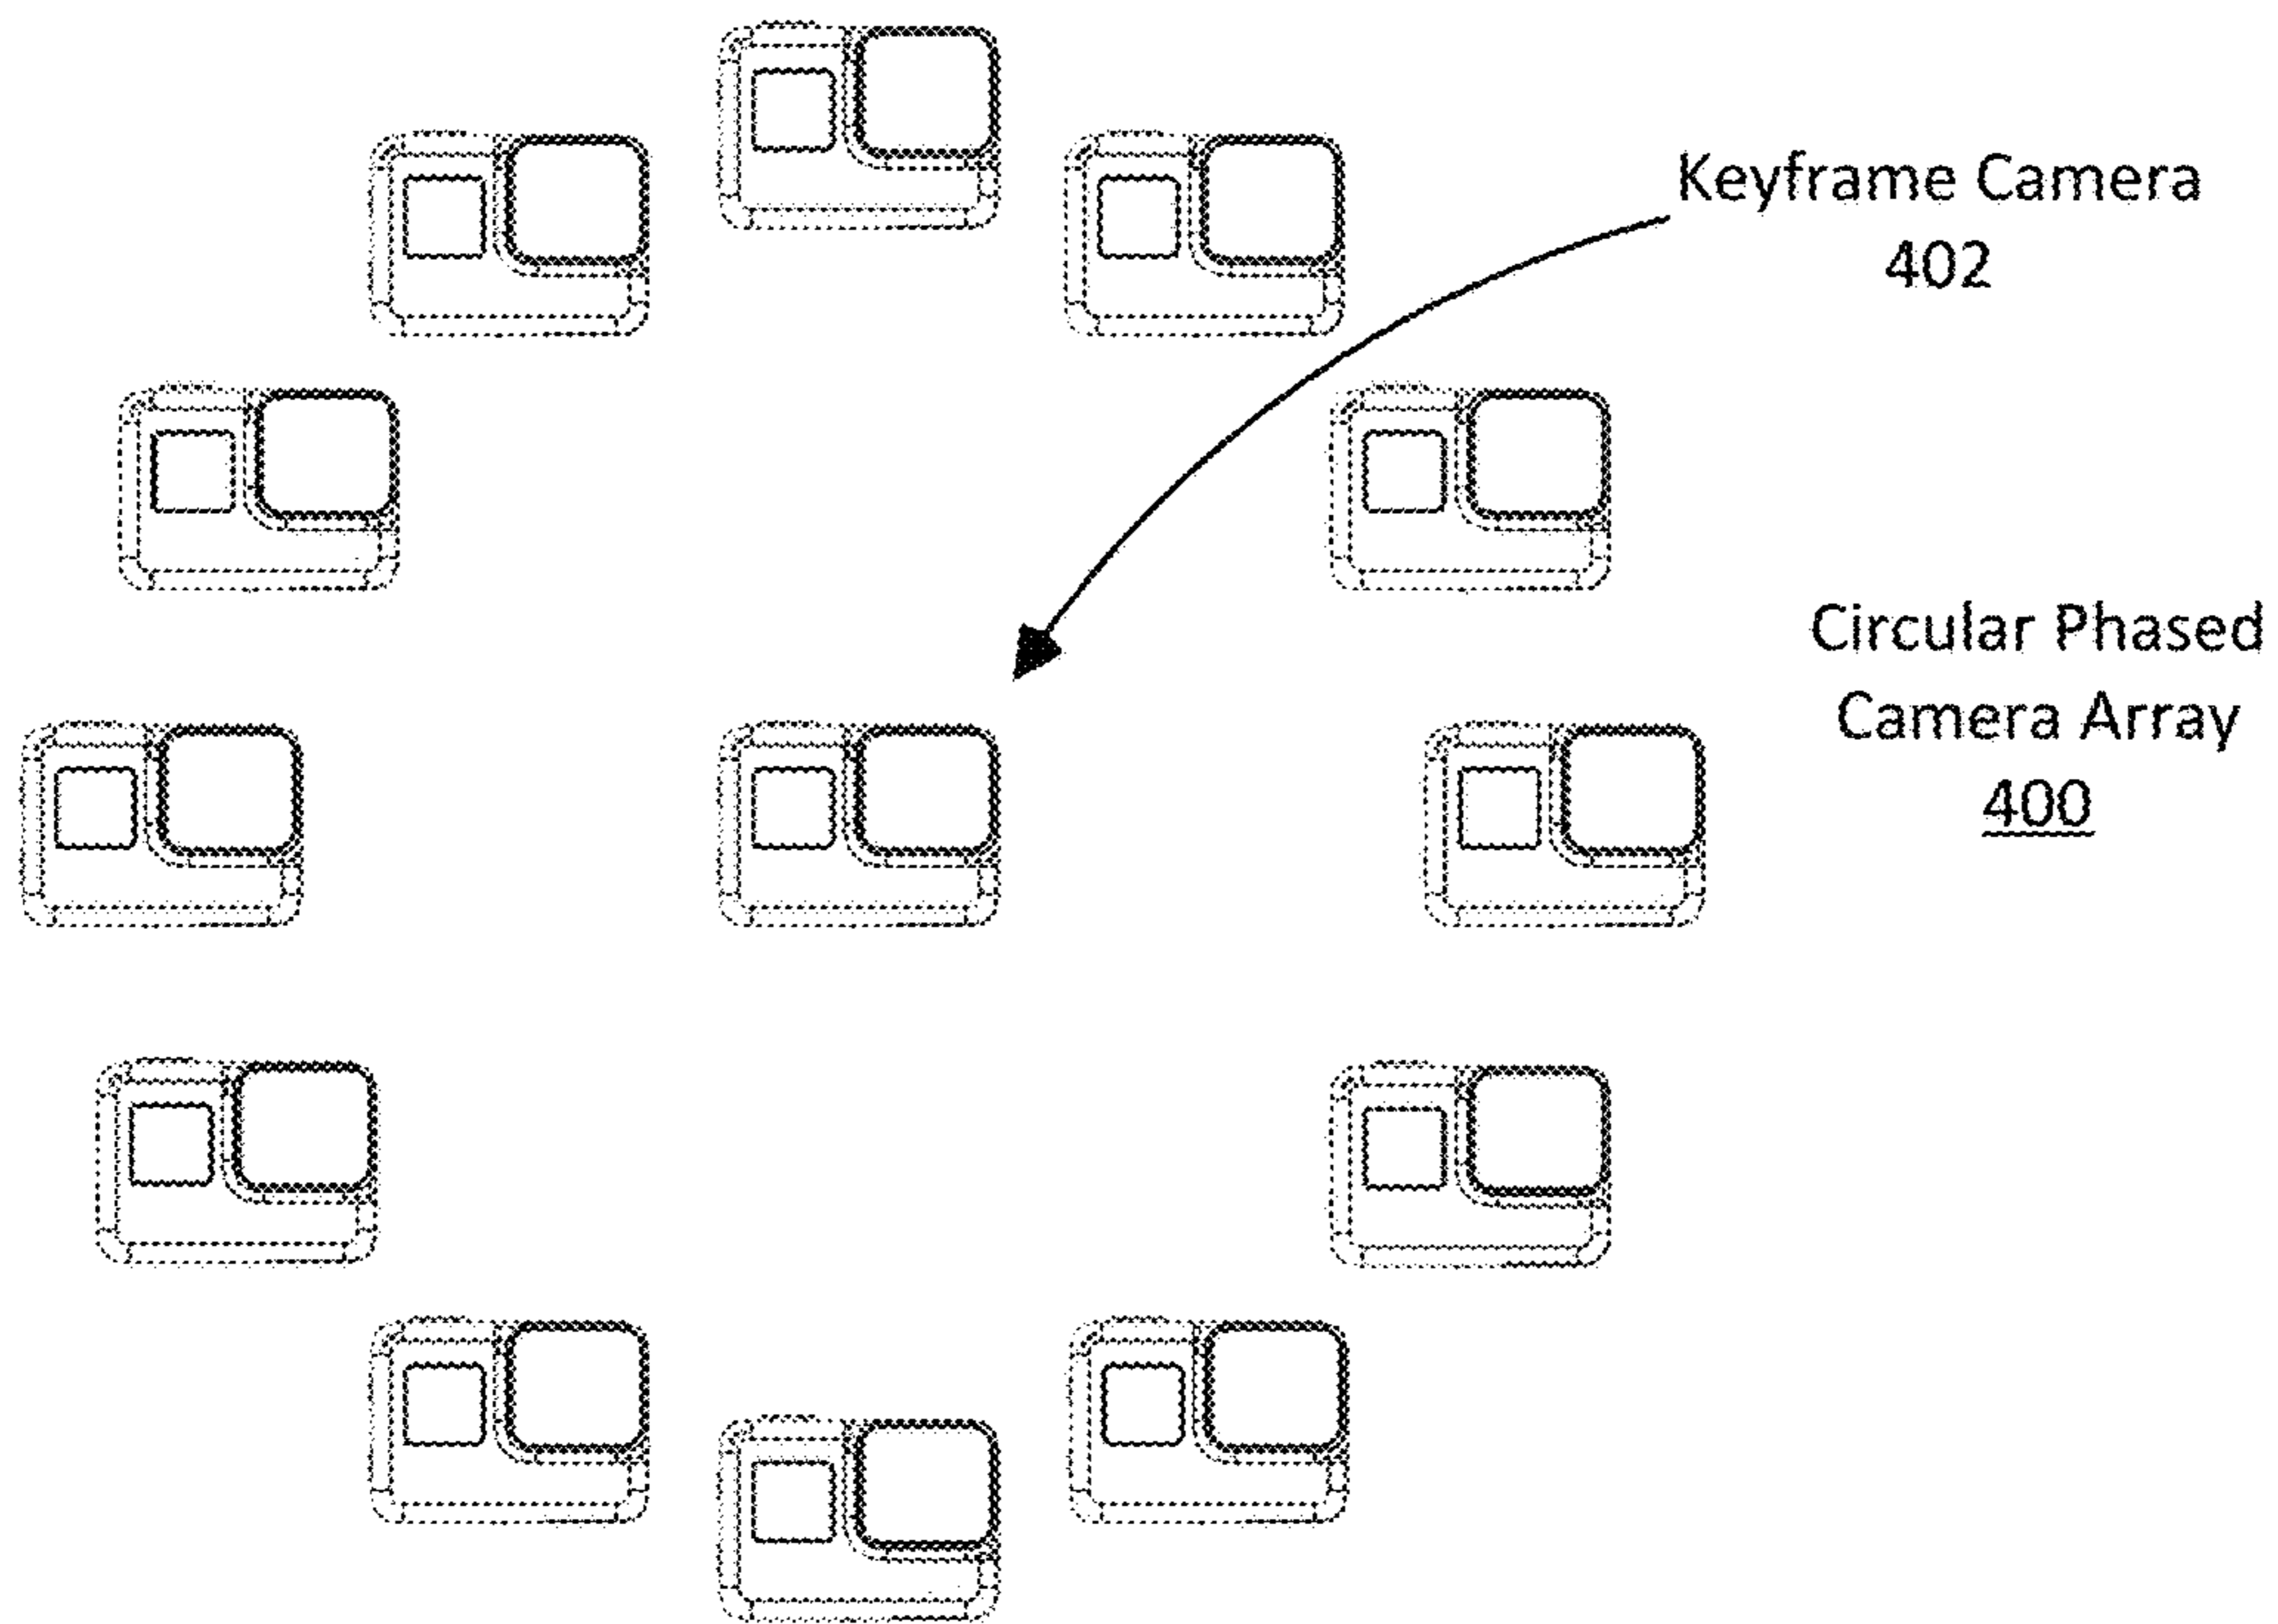 Keyframe Camera
402
Circular Phased
Camera Array
400